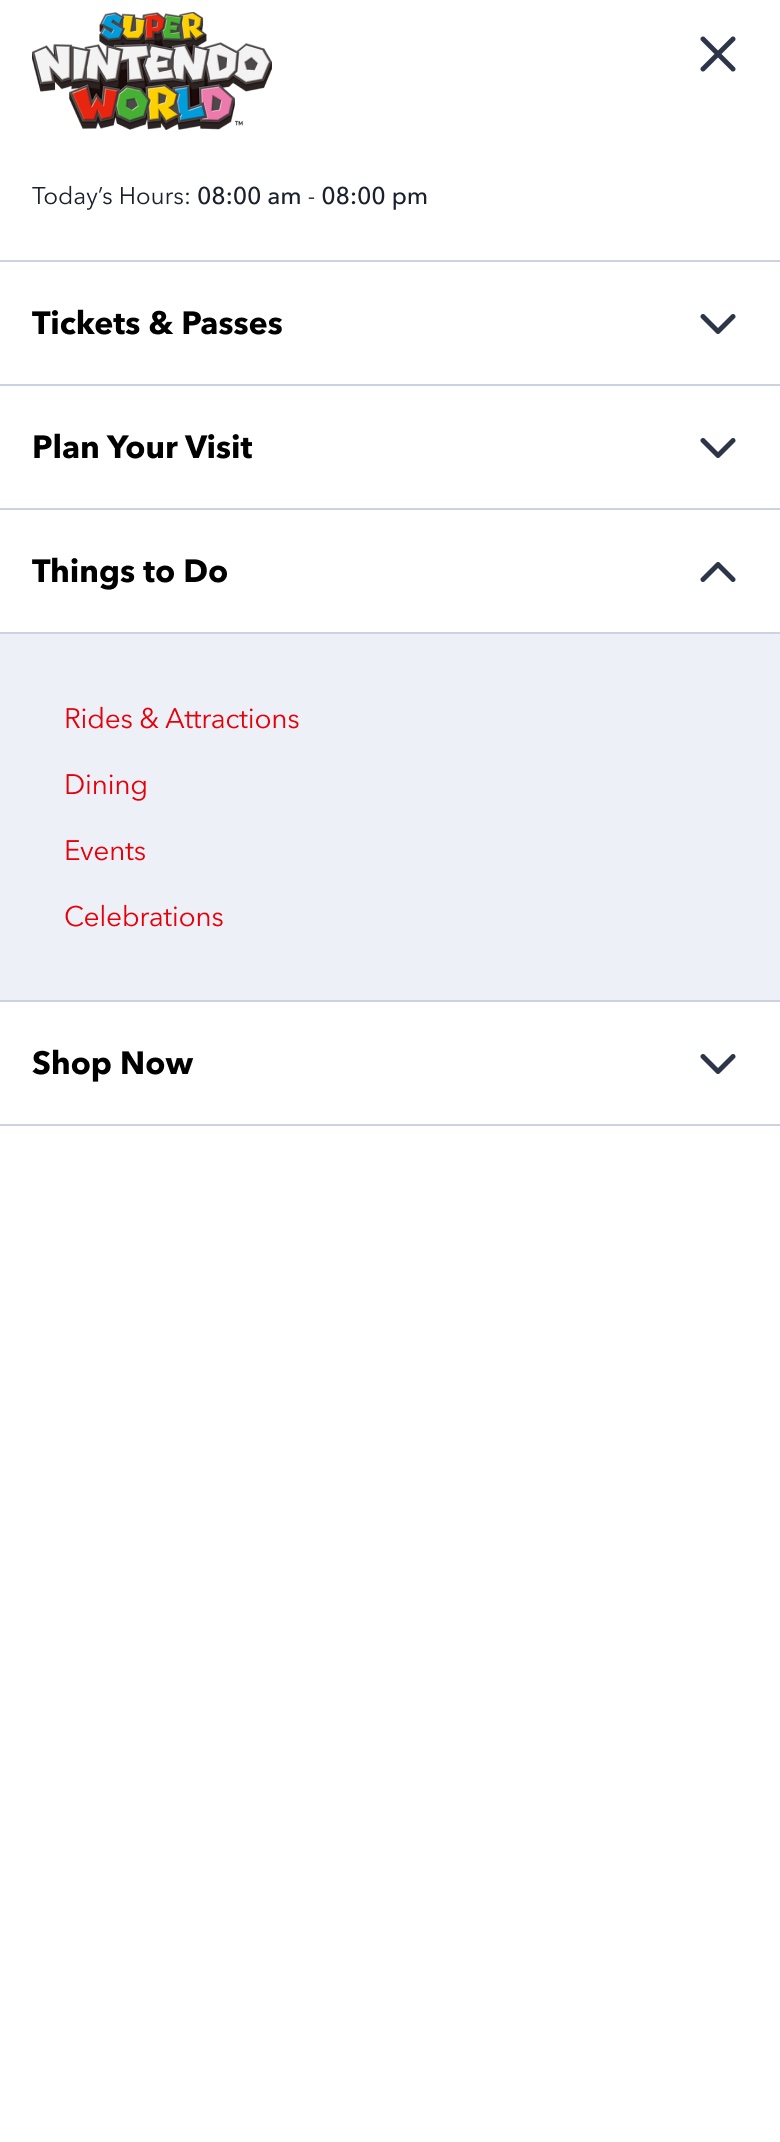 SUPER
NINTENDO
WORLD™
Today’s Hours: 08:00 am - 08:00 pm
Tickets & Passes
Plan Your Visit
Things to Do
Rides & Attractions
Dining
Events
Celebrations
Shop Now